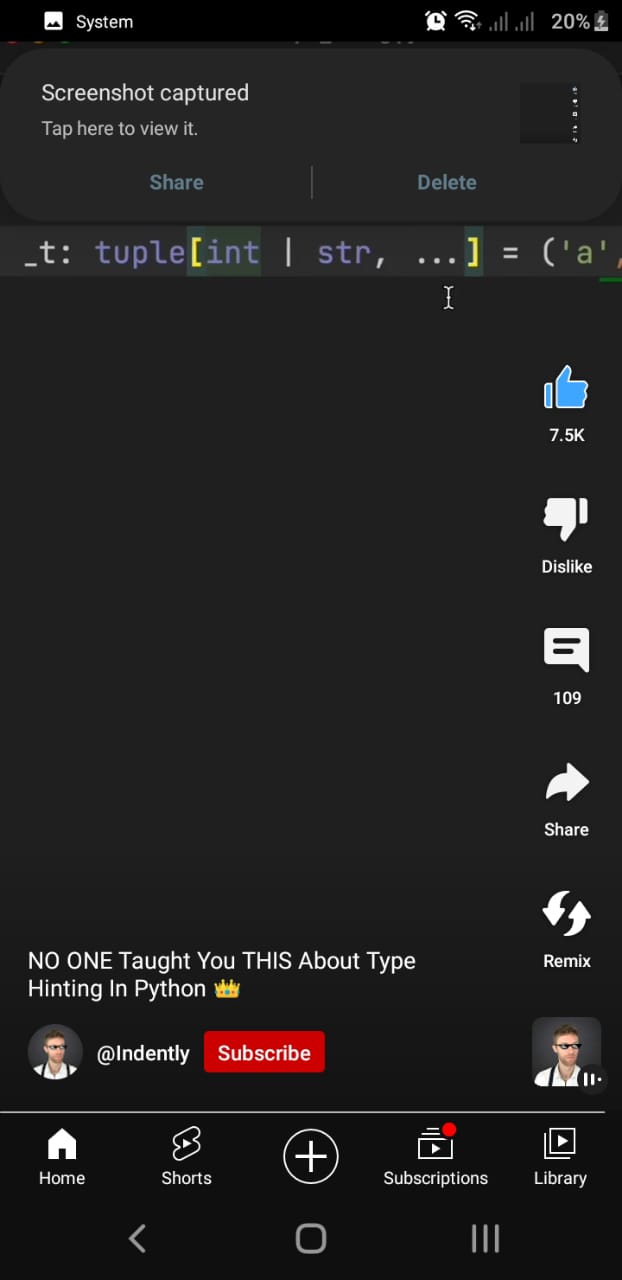 System
20%
Screenshot captured
Tap here to view it.
Share
Delete
_t: tuple[int | str, ...] = ('a',
7.5K
Dislike
109
Share
Remix
NO ONE Taught You THIS About Type
Hinting In Python 👑
@Indently
Subscribe
Home
Shorts
Subscriptions
Library